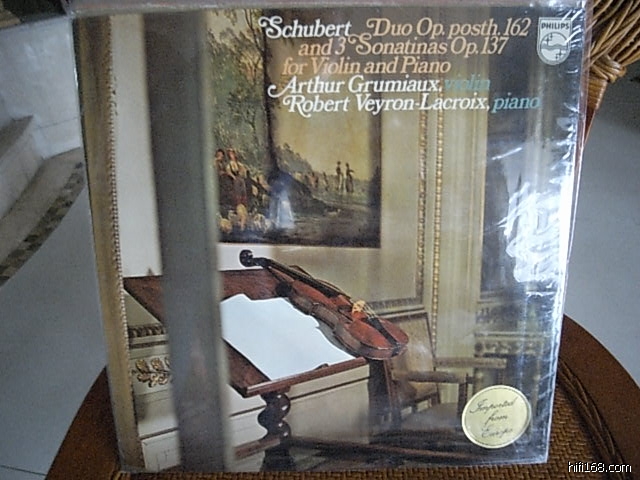 Schubert Duo Op. posth. 162
and 3 Sonatinas Op. 137
for Violin and Piano
Arthur Grumiaux, violin
Robert Veyron-Lacroix, piano
PHILIPS
Imported
from
Europe
hifi168.com